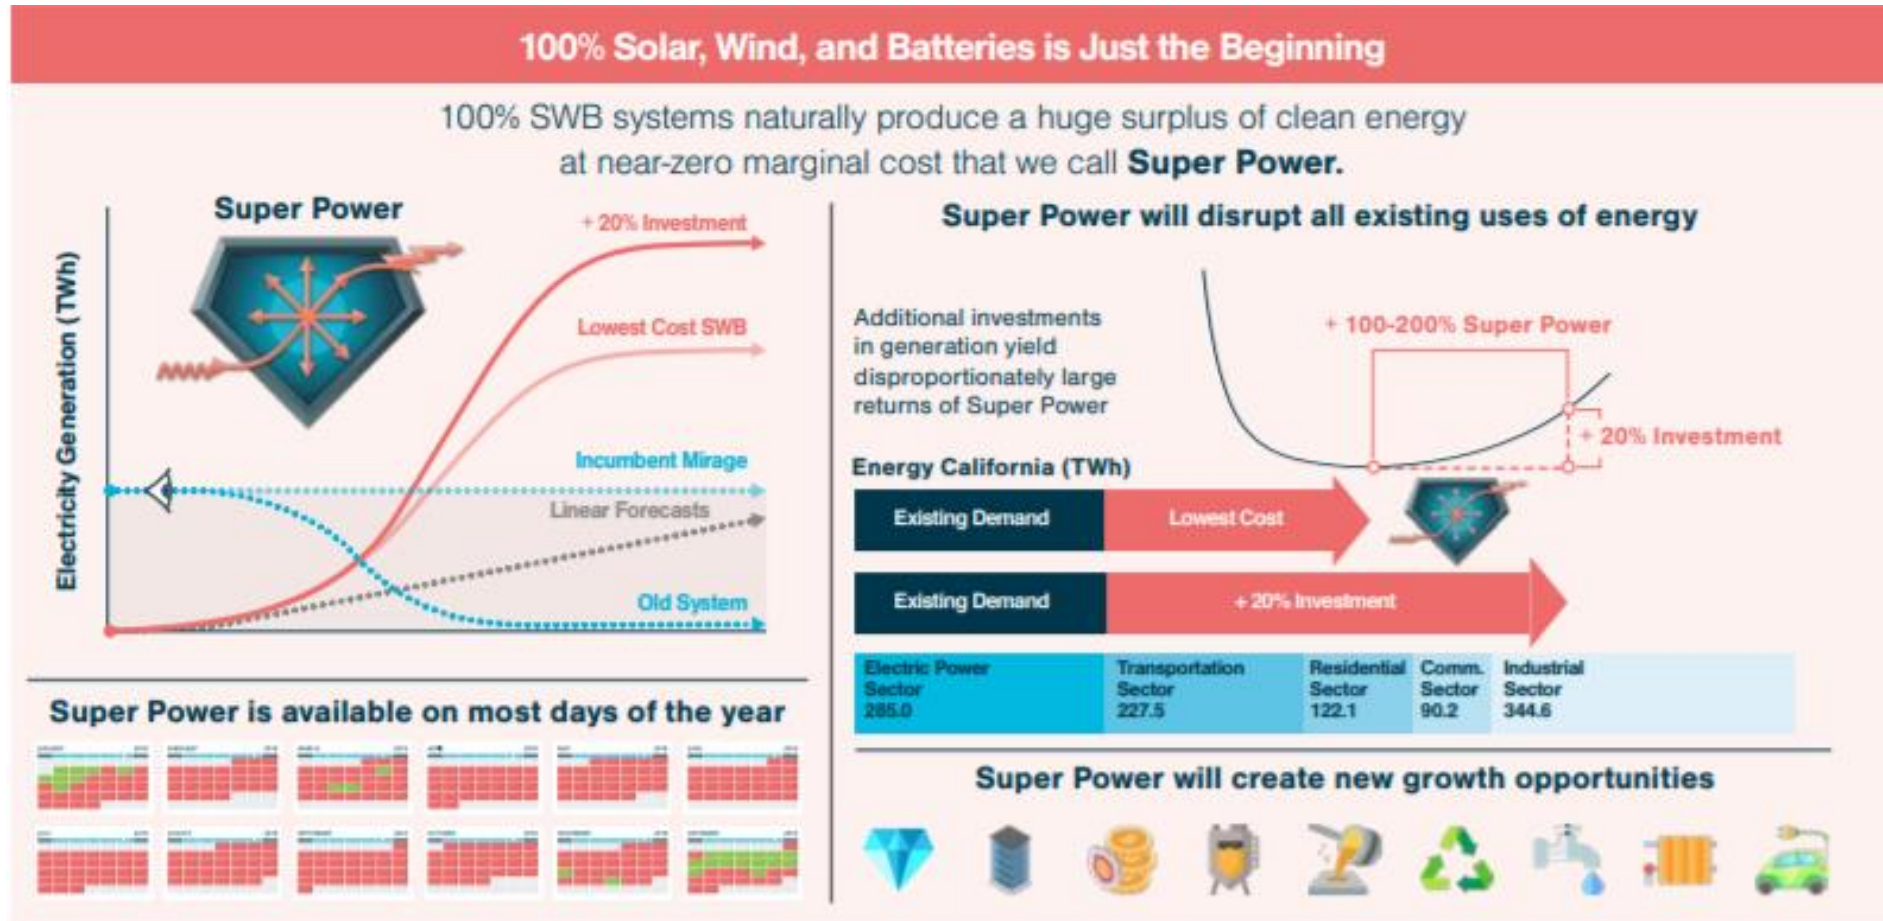 100% Solar, Wind, and Batteries is Just the Beginning
100% SWB systems naturally produce a huge surplus of clean energy
at near-zero marginal cost that we call Super Power.
Super Power
+ 20% Investment
Lowest Cost SWB
Incumbent Mirage
Linear Forecasts
Old System
Electricity Generation (TWh)
Super Power is available on most days of the year
Super Power will disrupt all existing uses of energy
Additional investments
in generation yield
disproportionately large
returns of Super Power
+ 100-200% Super Power
+ 20% Investment
Energy California (TWh)
Existing Demand
Lowest Cost
Existing Demand
+ 20% Investment
Electric Power
Sector
285.0
Transportation
Sector
227.5
Residential
Sector
122.1
Comm.
Sector
90.2
Industrial
Sector
344.6
Super Power will create new growth opportunities